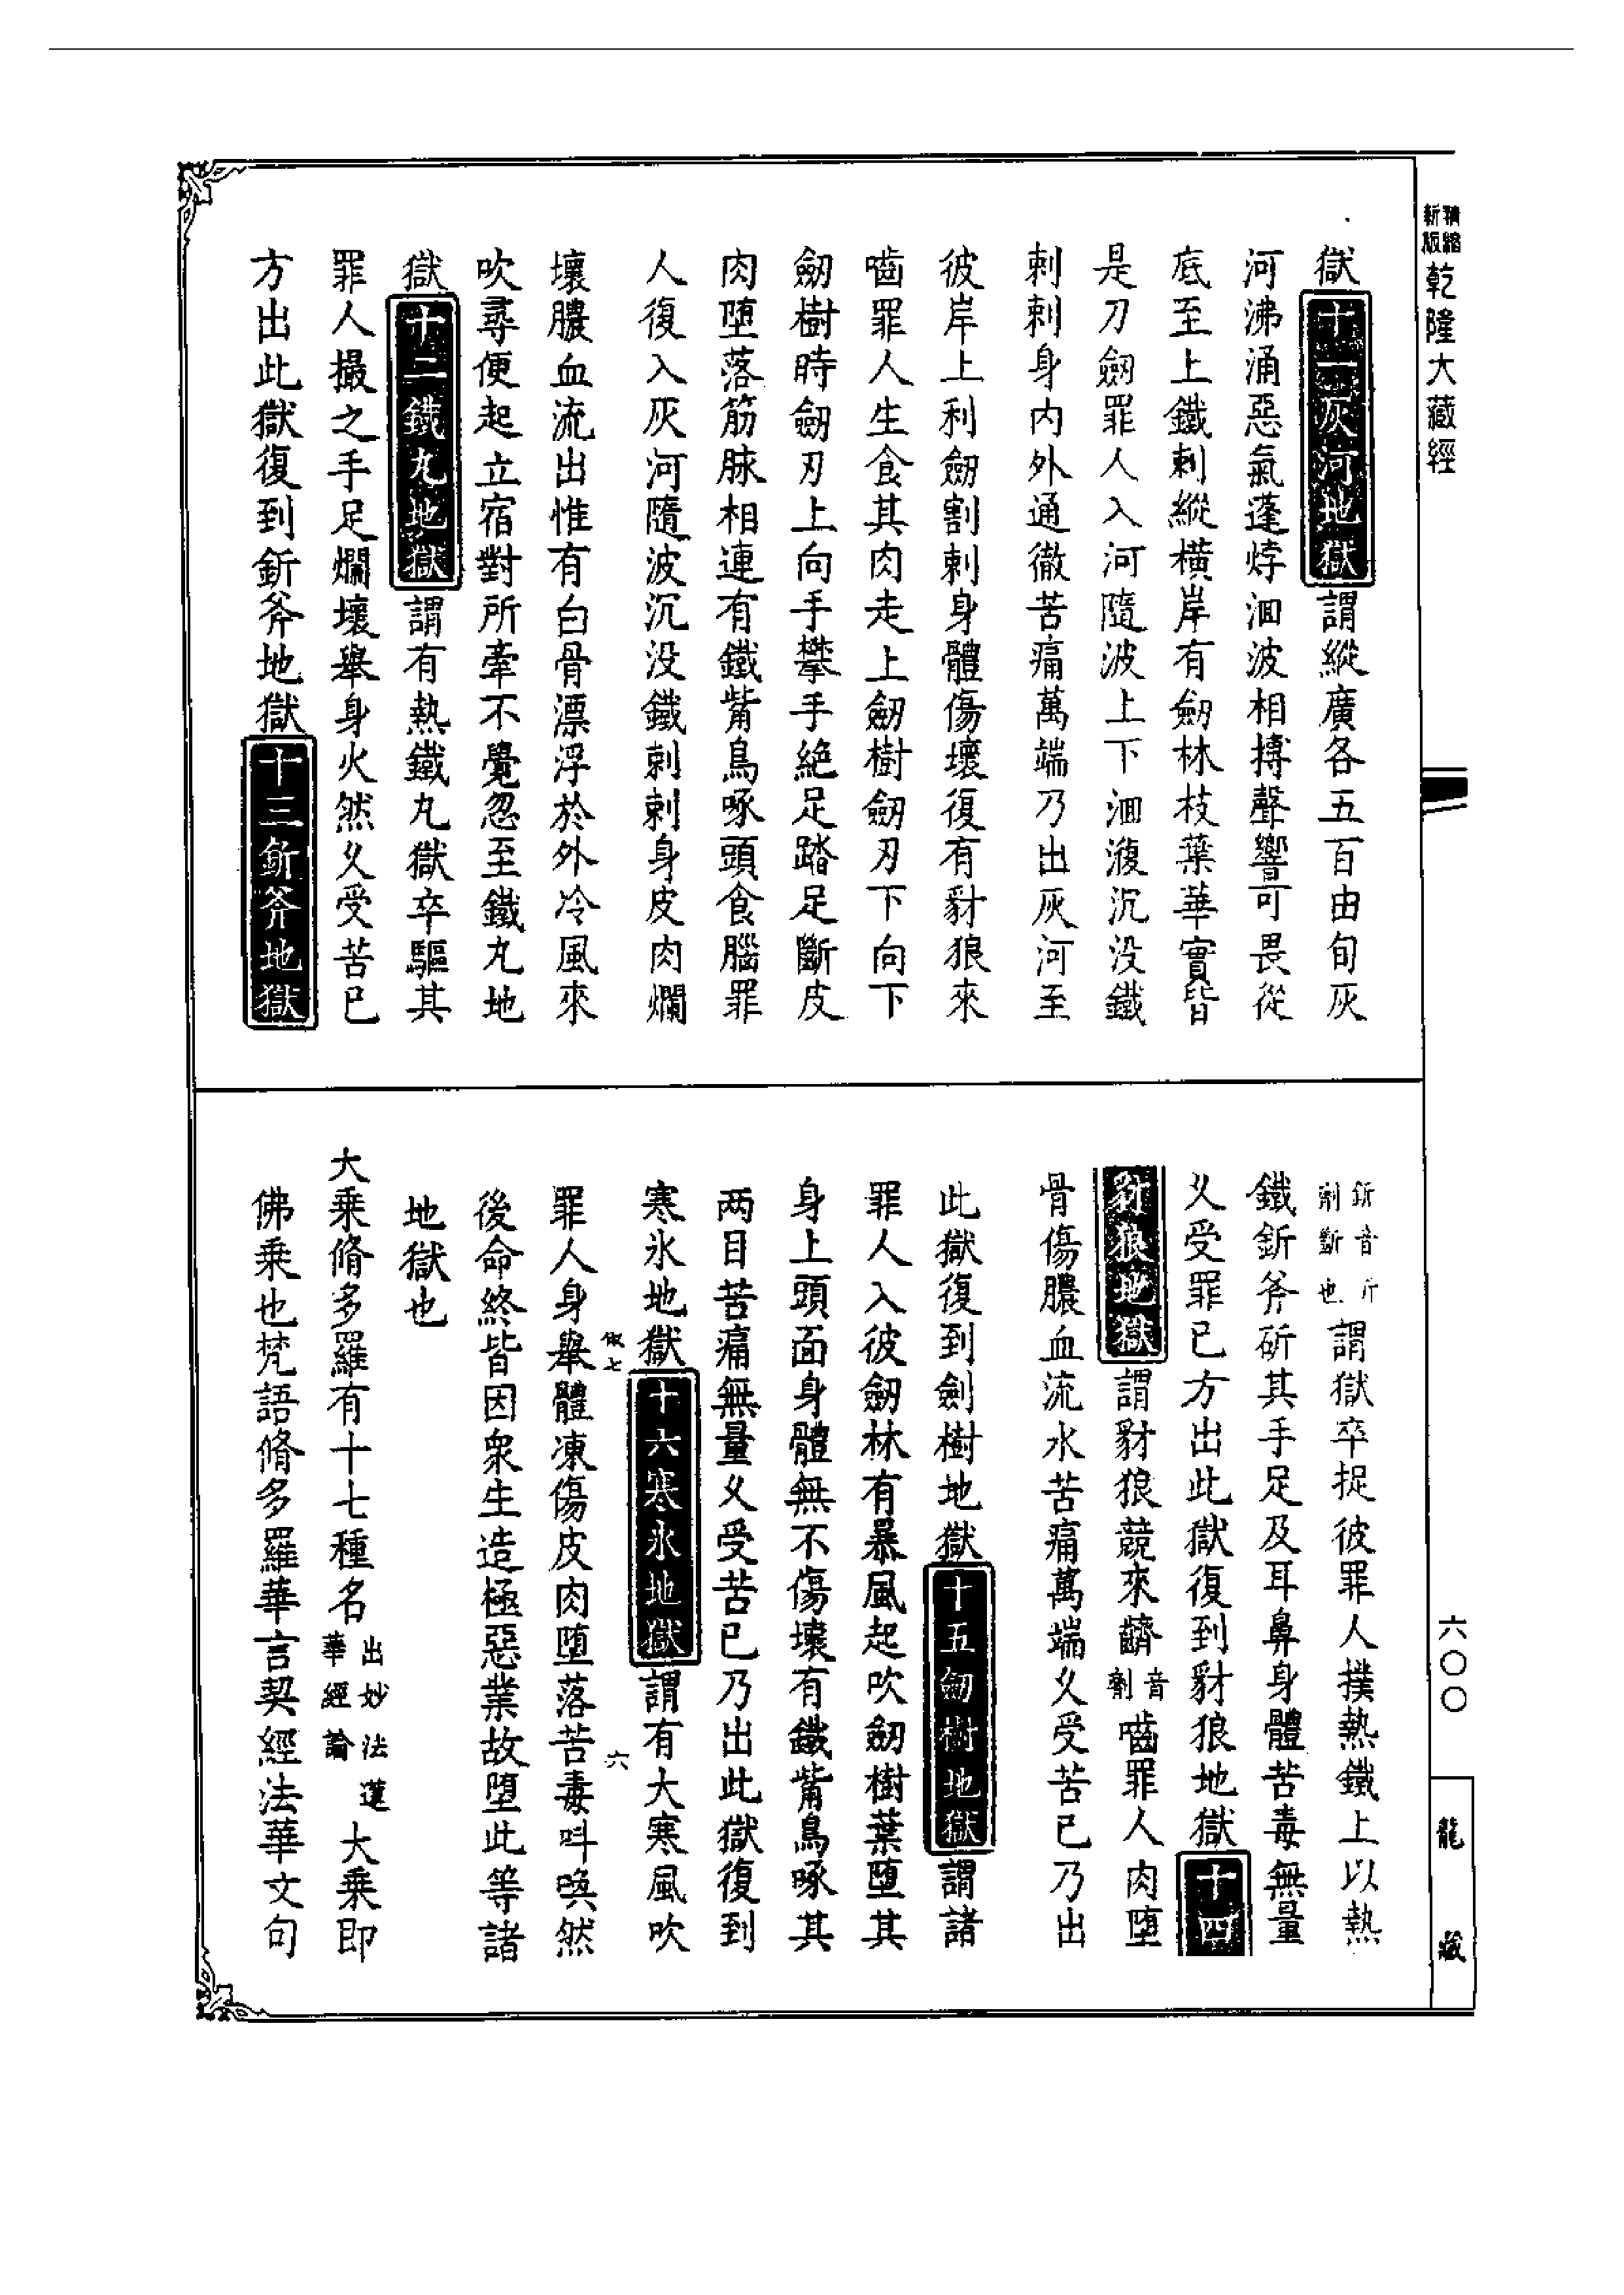 精縮新版乾隆大藏經
獄十一灰河地獄謂縱廣各五百由旬灰
河沸涌惡氣蓬㶿洄波相搏聲響可畏從
底至上鐵刺縱橫岸有劒林枝葉華實皆
是刀劒罪人入河隨波上下洄澓沉没鐵
刺刺身内外通徹苦痛萬端乃出灰河至
彼岸上利劒割刺身體傷壞復有豺狼來
嚙罪人生食其肉走上劒樹劒刃下向下
劒樹時劒刃上向手攀手絶足踏足斷皮
肉墮落筋脉相連有鐵觜鳥啄頭食腦罪
人復入灰河隨波沉没鐵刺刺身皮肉爛
壞膿血流出惟有白骨漂浮於外冷風來
吹尋便起立宿對所牽不覺忽至鐵丸地
獄十二鐵丸地獄謂有熱鐵丸獄卒驅其
罪人撮之手足爛壞舉身火然久受苦已
方出此獄復到釿斧地獄十三釿斧地獄
釿音斤劑斷也謂獄卒捉彼罪人撲熱鐵上以熱
鐵釿斧斫其手足及耳鼻身體苦毒無量
久受罪已方出此獄復到豺狼地獄十四
豺狼地獄謂豺狼競來齩音劑嚙罪人肉墮
骨傷膿血流水苦痛萬端久受苦已乃出
此獄復到劍樹地獄十五劒樹地獄謂諸
罪人入彼劒林有暴風起吹劒樹葉墮其
身上頭面身體無不傷壞有鐵觜鳥啄其
两目苦痛無量久受苦已乃出此獄復到
寒氷地獄十六寒氷地獄謂有大寒風吹
罪人身舉體凍傷皮肉墮落苦毒呌喚然
後命終皆因衆生造極惡業故墮此等諸
地獄也
大乘脩多羅有十七種名出妙法蓮華經論大乘即
佛乘也梵語脩多羅華言契經法華文句
六〇〇
龍藏
六